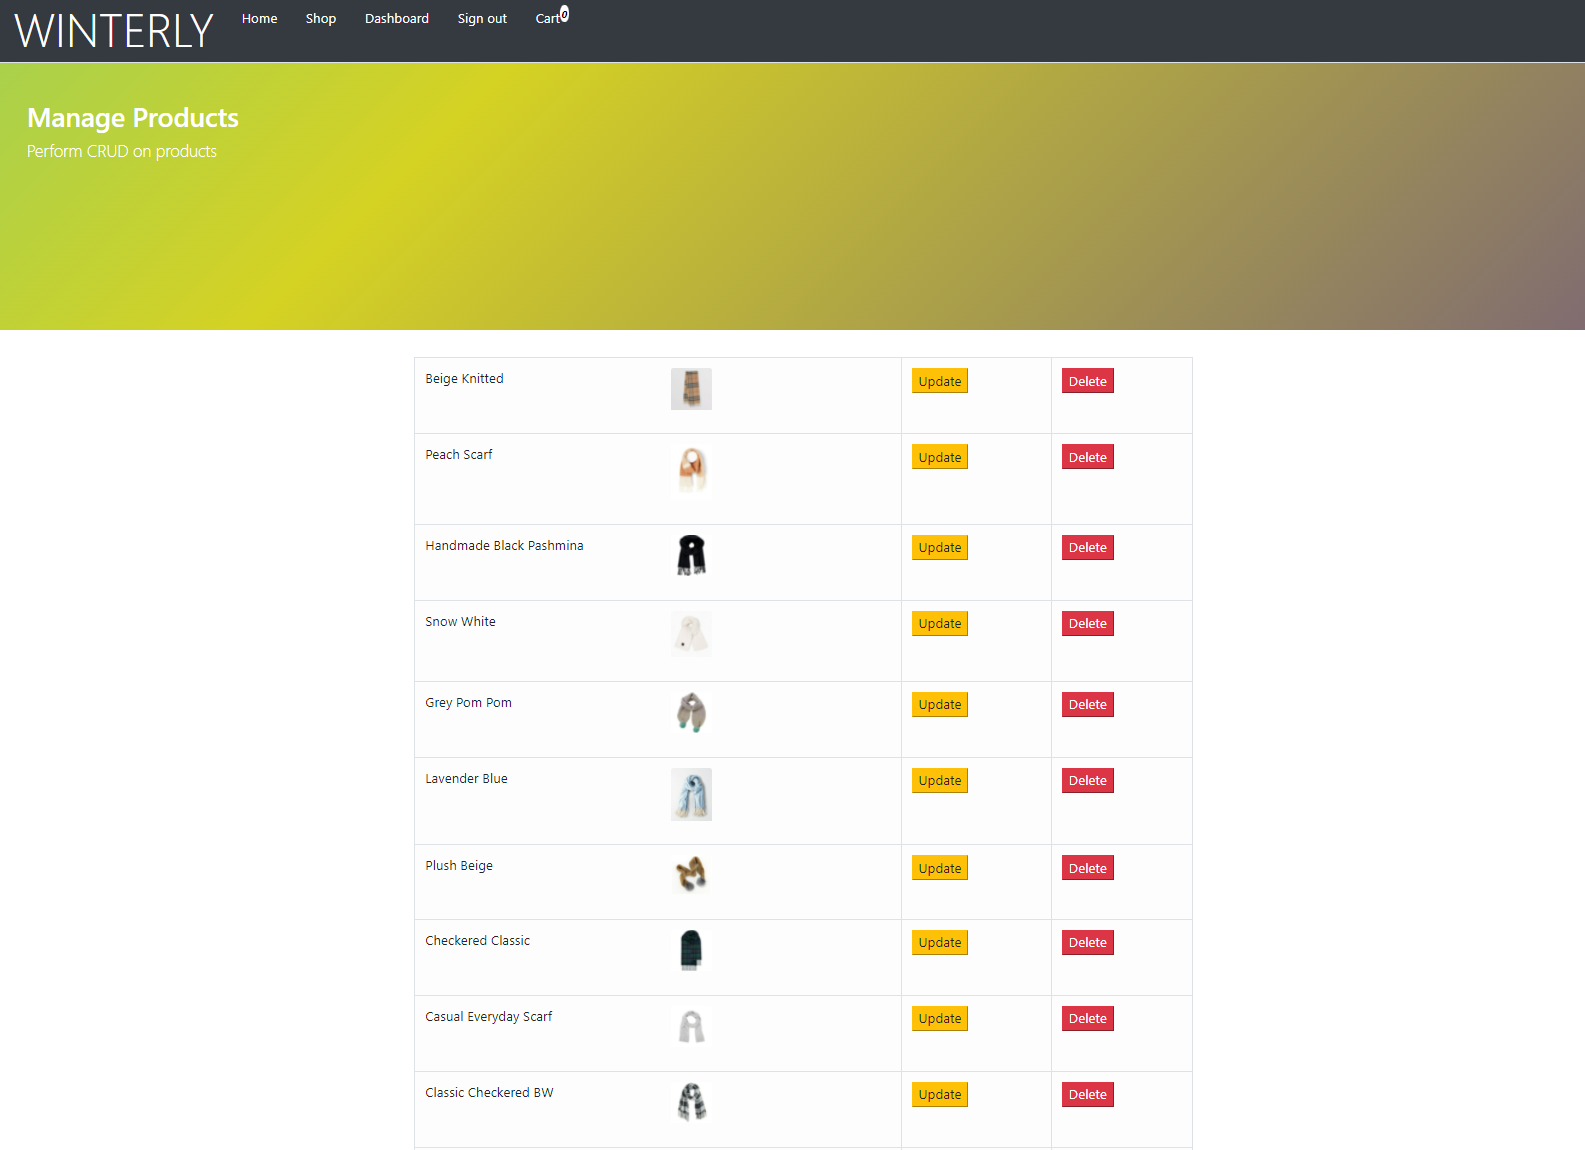 WINTERLY Home Shop Dashboard Sign out Cart 0
Manage Products
Perform CRUD on products
Beige Knitted Update Delete
Peach Scarf Update Delete
Handmade Black Pashmina Update Delete
Snow White Update Delete
Grey Pom Pom Update Delete
Lavender Blue Update Delete
Plush Beige Update Delete
Checkered Classic Update Delete
Casual Everyday Scarf Update Delete
Classic Checkered BW Update Delete